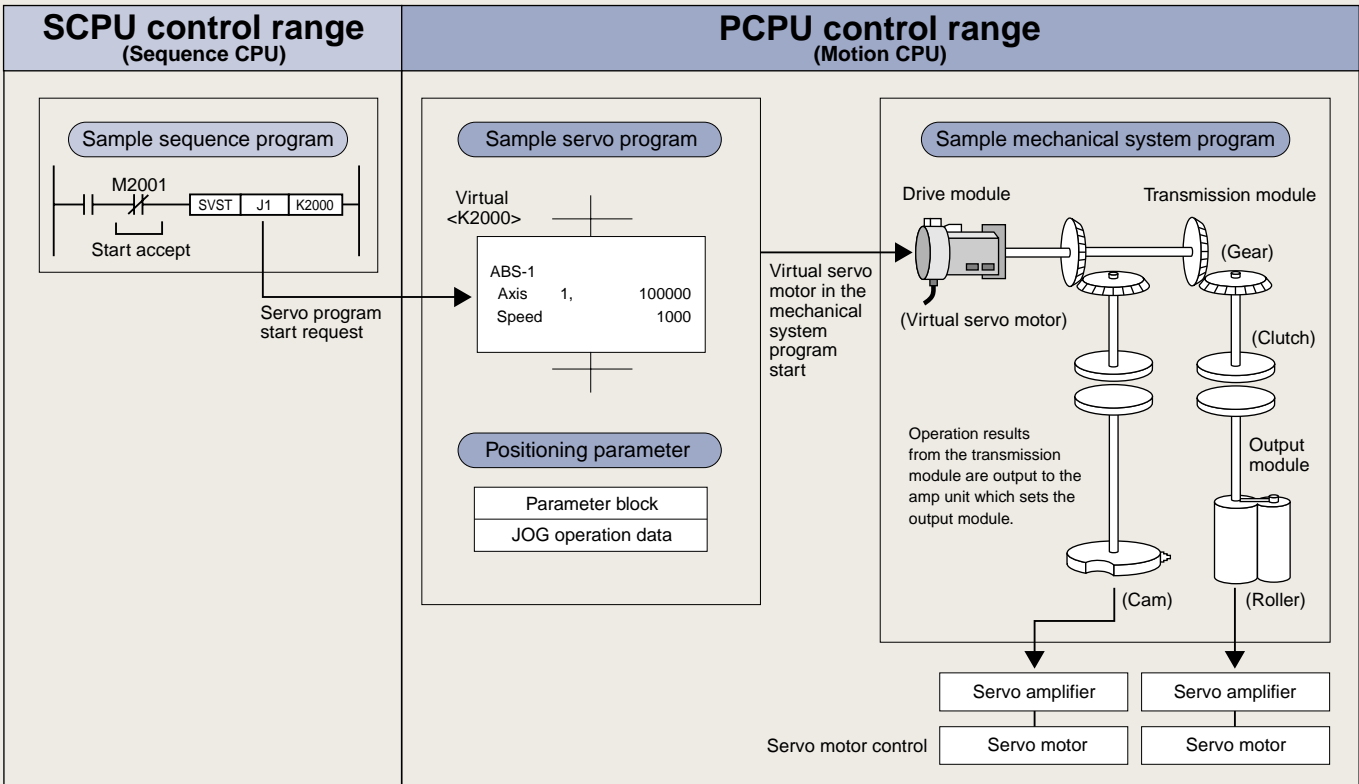 SCPU control range
(Sequence CPU)
PCPU control range
(Motion CPU)
Sample sequence program
M2001
SVST J1 K2000
Start accept
Servo program
start request
Sample servo program
Virtual
<K2000>
ABS-1
Axis 1, 100000
Speed 1000
Positioning parameter
Parameter block
JOG operation data
Virtual servo
motor in the
mechanical
system
program
start
Sample mechanical system program
Drive module
Transmission module
(Gear)
(Virtual servo motor)
(Clutch)
Operation results
from the transmission
module are output to the
amp unit which sets the
output module.
Output
module
(Cam)
(Roller)
Servo amplifier
Servo amplifier
Servo motor control
Servo motor
Servo motor